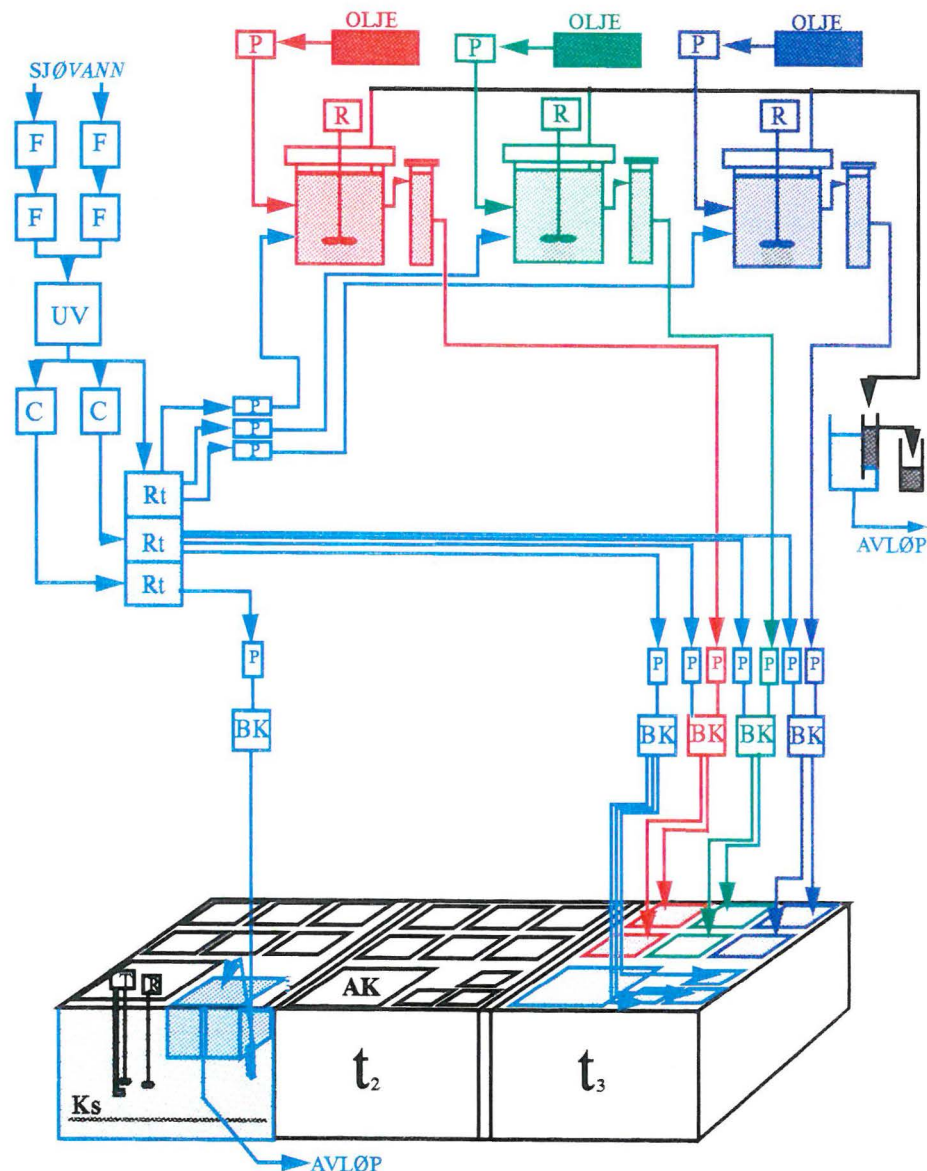 OLJE OLJE OLJE
P P P
SJØVANN
R R R
F F
F F
UV
C C
P
P
P
Rt
Rt
Rt
AVLØP
P P P P P P P P
BK BK BK BK BK
T R
AK
t2 t3
Ks
AVLØP